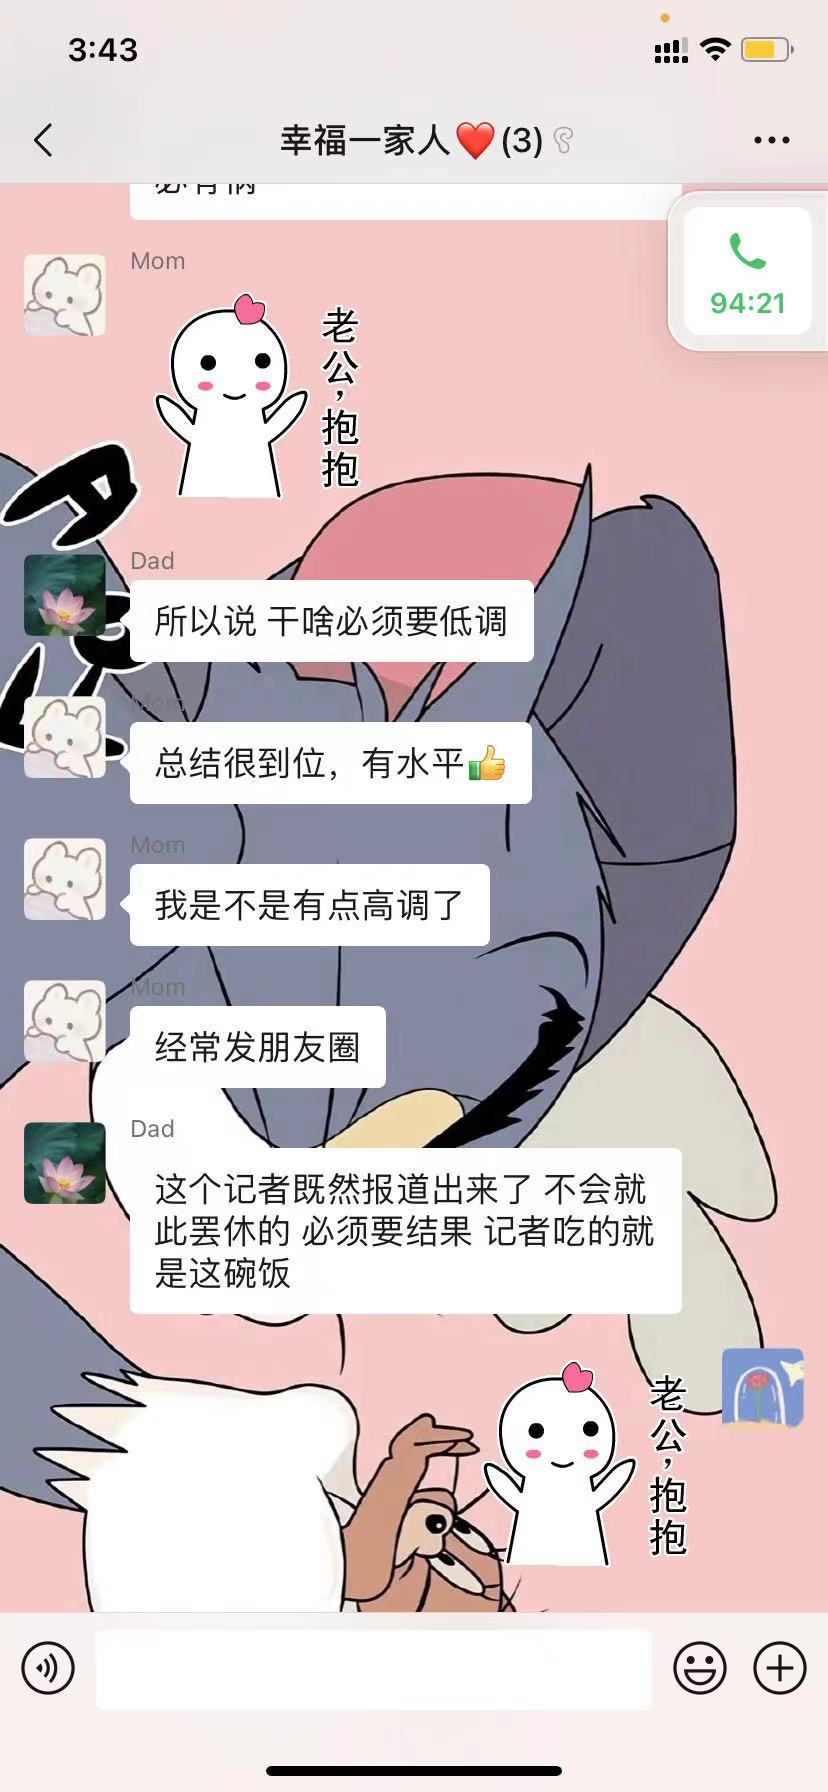 3:43
幸福一家人❤️(3)
94:21
Mom
老公，抱抱
Dad
所以说 干啥必须要低调
Mom
总结很到位，有水平👍
Mom
我是不是有点高调了
Mom
经常发朋友圈
Dad
这个记者既然报道出来了 不会就
此罢休的 必须要结果 记者吃的就
是这碗饭
老公，抱抱